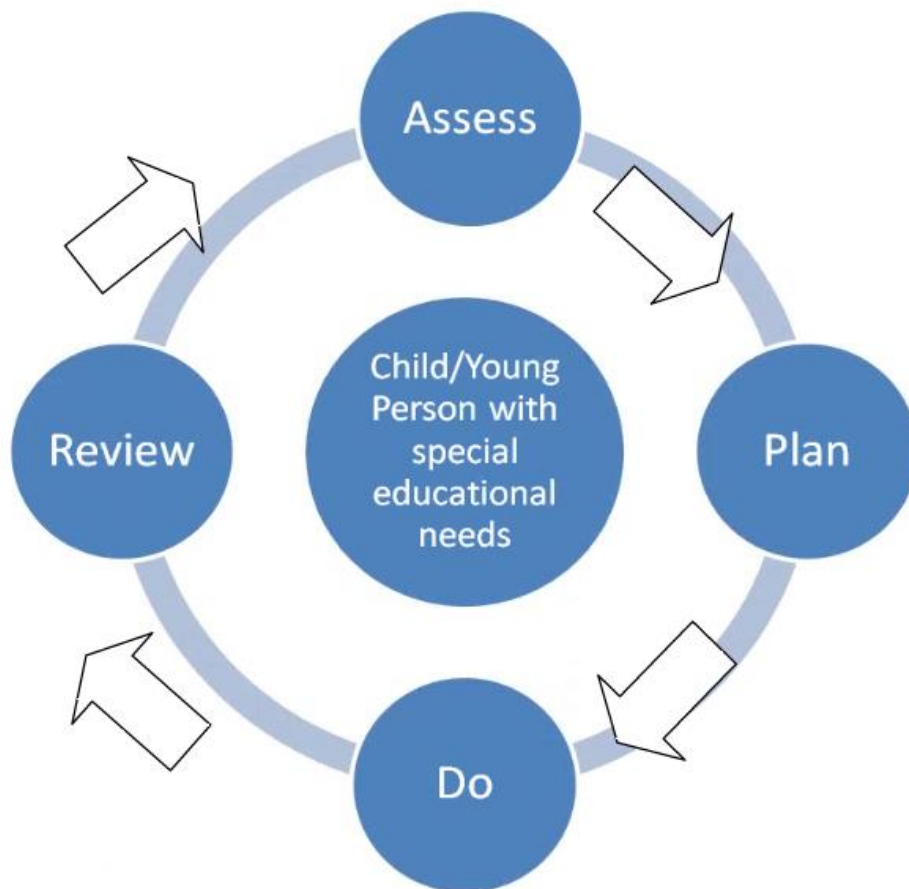 Assess
Child/Young
Person with
special
educational
needs
Review
Plan
Do